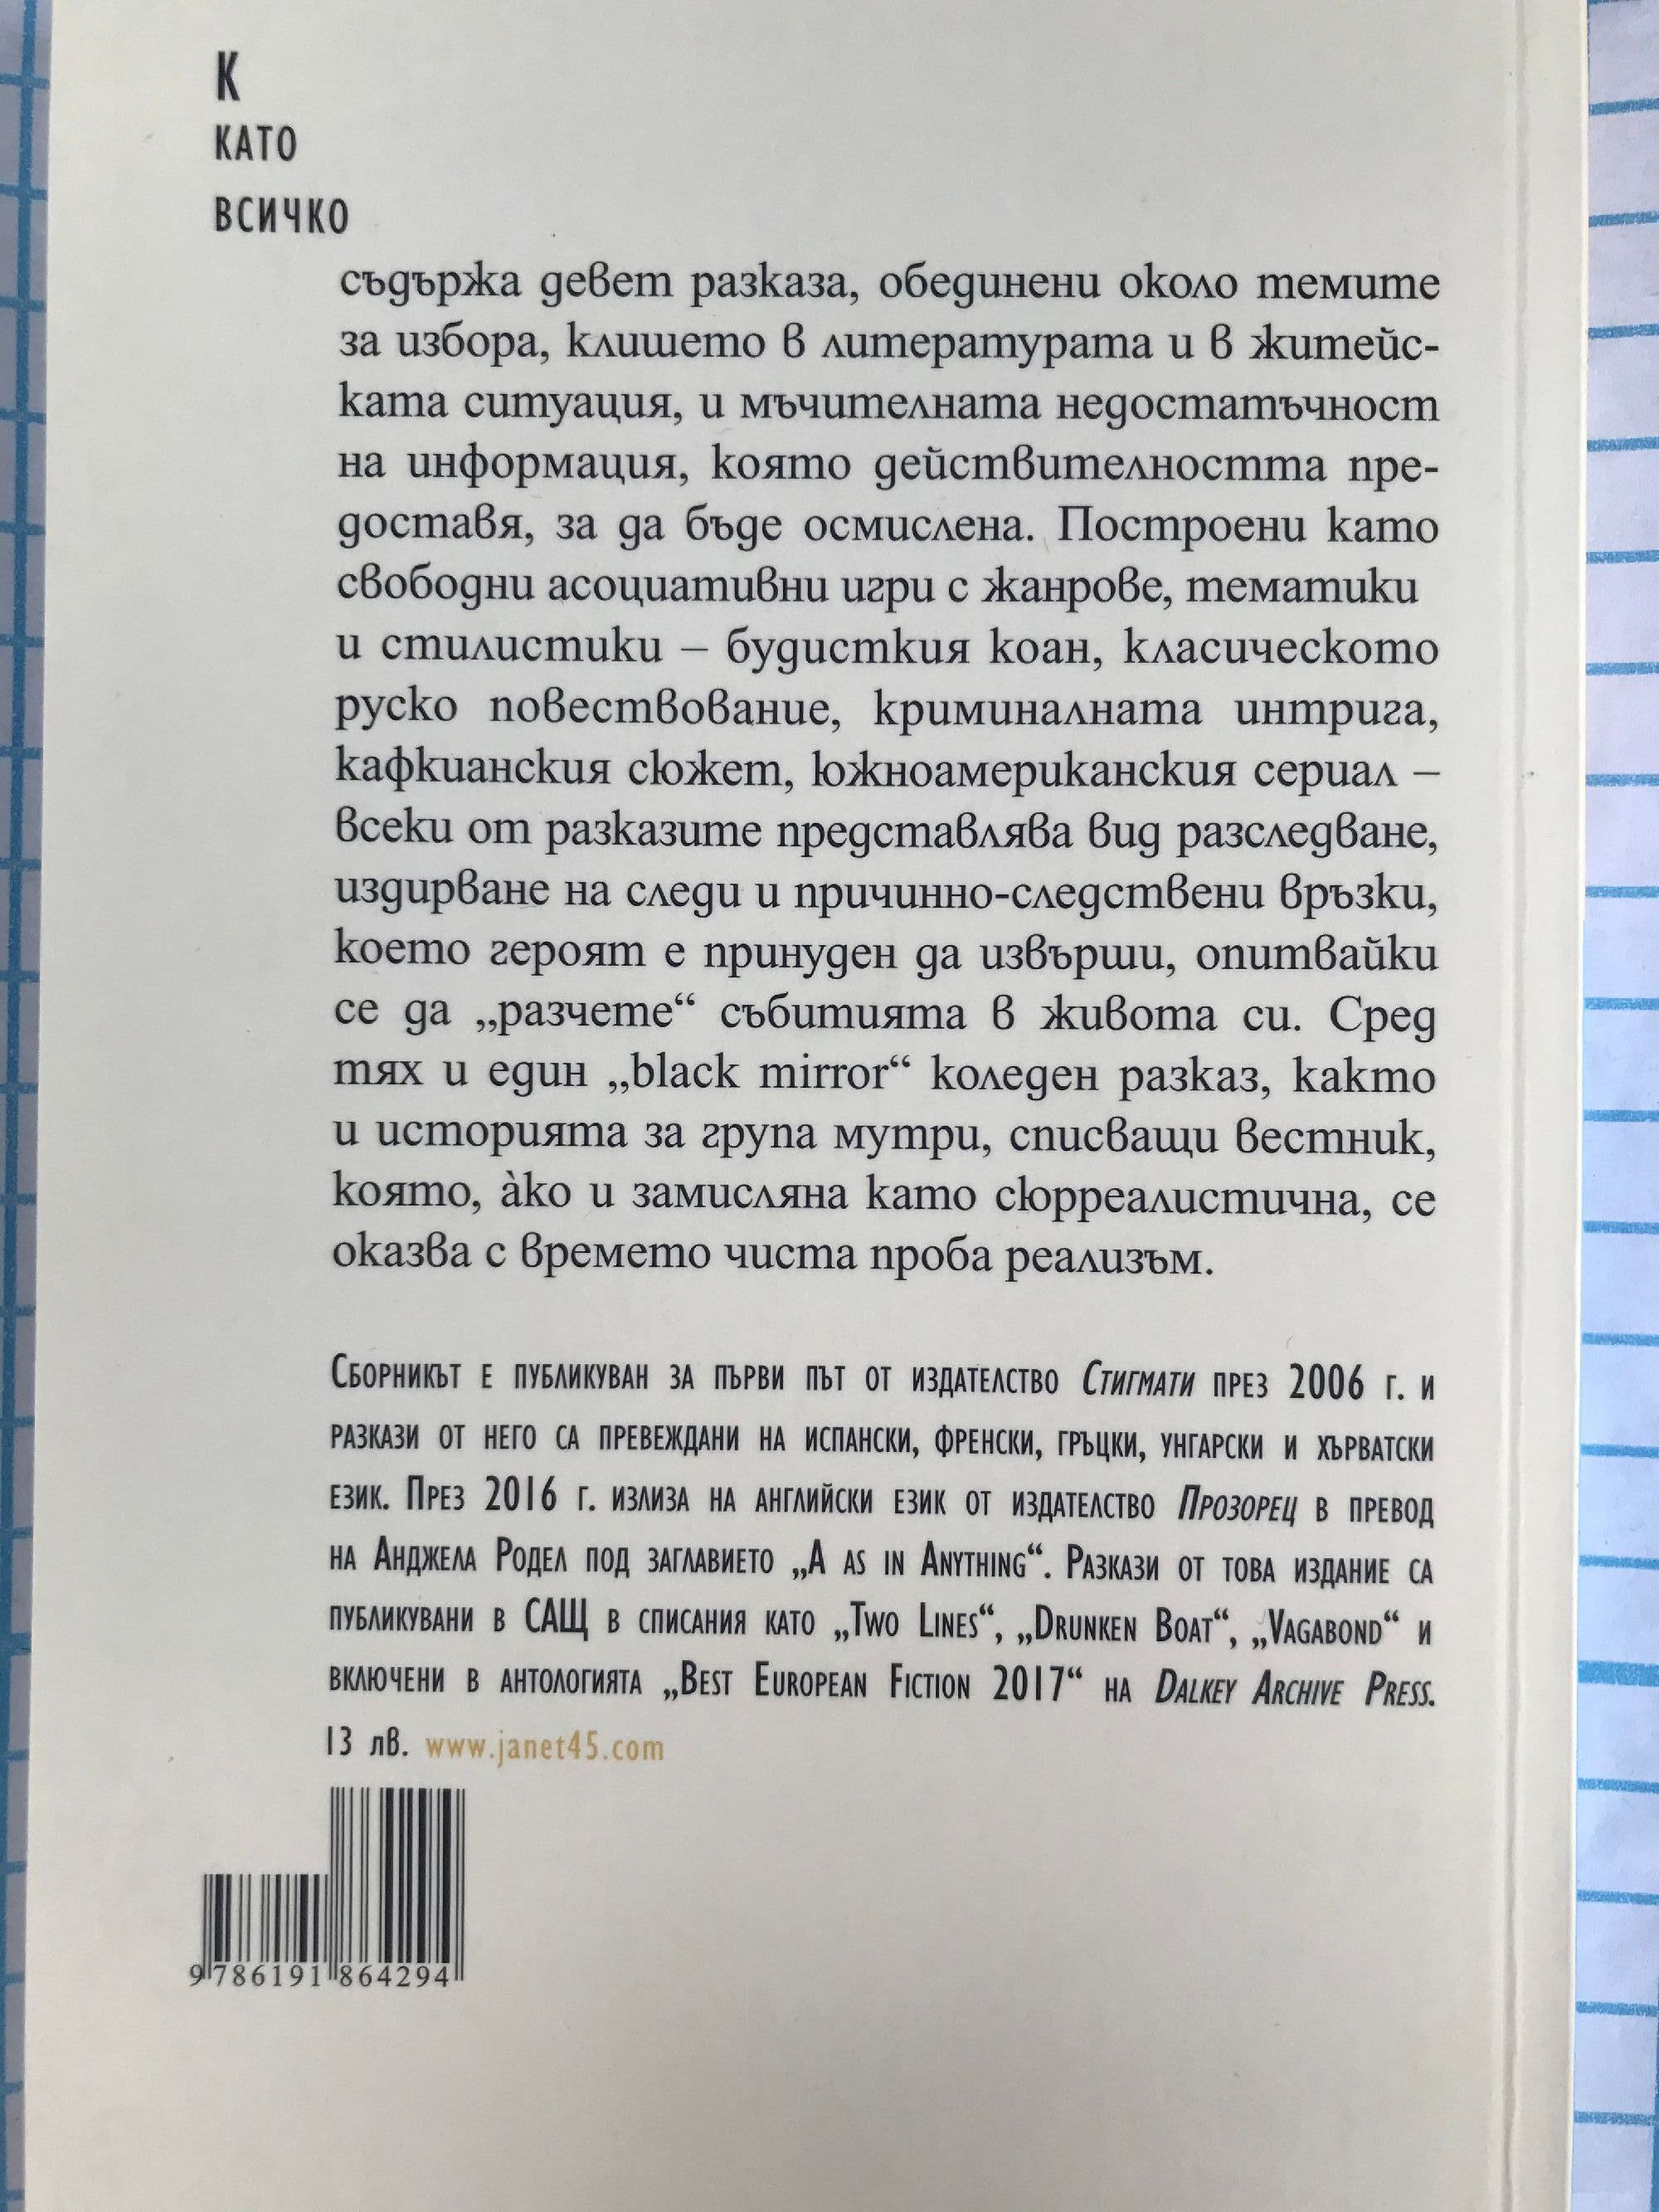 К
КАТО
ВСИЧКО
съдържа девет разказа, обединени около темите
за избора, клишето в литературата и в житейс-
ката ситуация, и мъчителната недостатъчност
на информация, която действителността пре-
доставя, за да бъде осмислена. Построени като
свободни асоциативни игри с жанрове, тематики
и стилистики – будисткия коан, класическото
руско повествование, криминалната интрига,
кафкианския сюжет, южноамериканския сериал –
всеки от разказите представлява вид разследване,
издирване на следи и причинно-следствени връзки,
което героят е принуден да извърши, опитвайки
се да „разчете“ събитията в живота си. Сред
тях и един „black mirror“ коледен разказ, както
и историята за група мутри, списващи вестник,
която, àко и замисляна като сюрреалистична, се
оказва с времето чиста проба реализъм.
Сборникът е публикуван за първи път от издателство Стигмати през 2006 г. и
разкази от него са превеждани на испански, френски, гръцки, унгарски и хърватски
език. През 2016 г. излиза на английски език от издателство Прозорец в превод
на Анджела Родел под заглавието „A as in Anything“. Разкази от това издание са
публикувани в САЩ в списания като „Two Lines“, „Drunken Boat“, „Vagabond“ и
включени в антологията „Best European Fiction 2017“ на Dalkey Archive Press.
13 лв. www.janet45.com
9 786191 864294